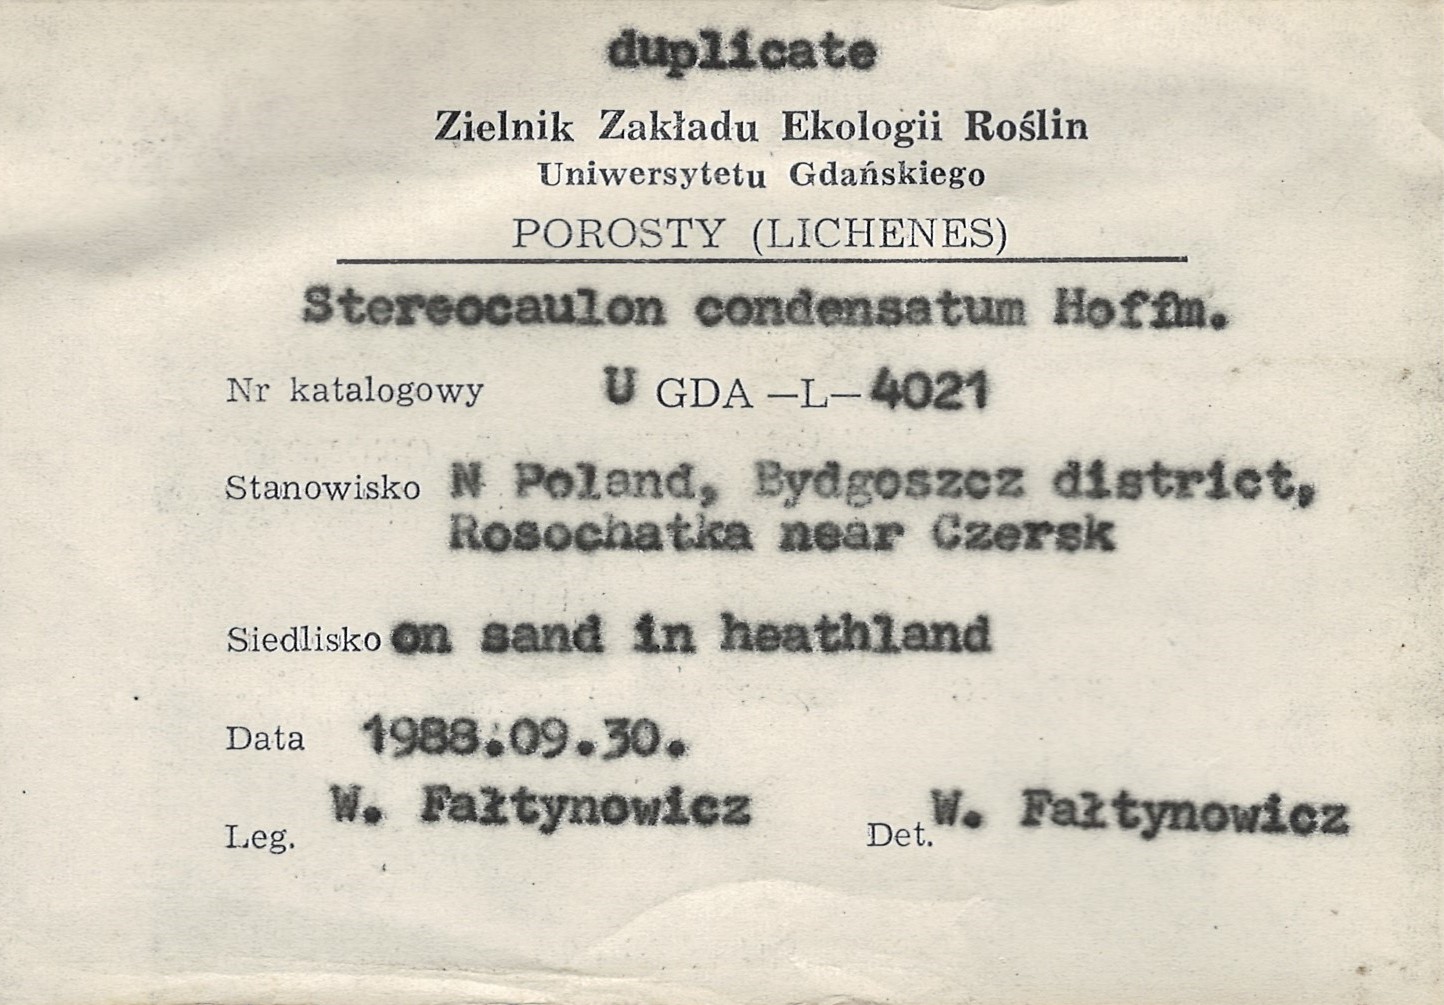 duplicate
Zielnik Zakładu Ekologii Roślin
Uniwersytetu Gdańskiego
POROSTY (LICHENES)
Stereocaulon condensatum Hoffm.
Nr katalogowy U GDA —L— 4021
Stanowisko N Poland, Bydgoszcz district,
Rosochatka near Czersk
Siedlisko on sand in heathland
Data 1988.09.30.
Leg. W. Fałtynowicz Det. W. Fałtynowicz